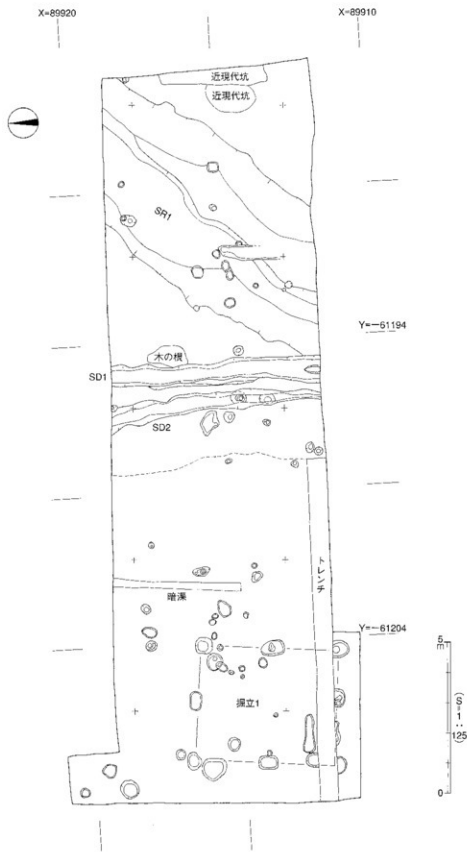 X=89920
X=89910
近現代坑
近現代坑
SR1
Y=-61194
木の根
SD1
SD2
トレンチ
暗渠
Y=-61204
5
m
掘立1
(S=1:125)
0